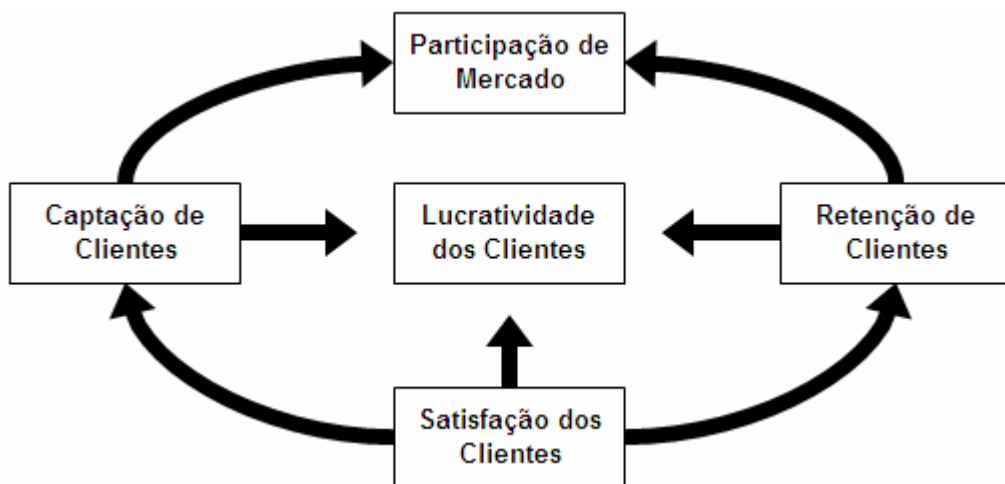 Participação de
Mercado
Captação de
Clientes
Lucratividade
dos Clientes
Retenção de
Clientes
Satisfação dos
Clientes